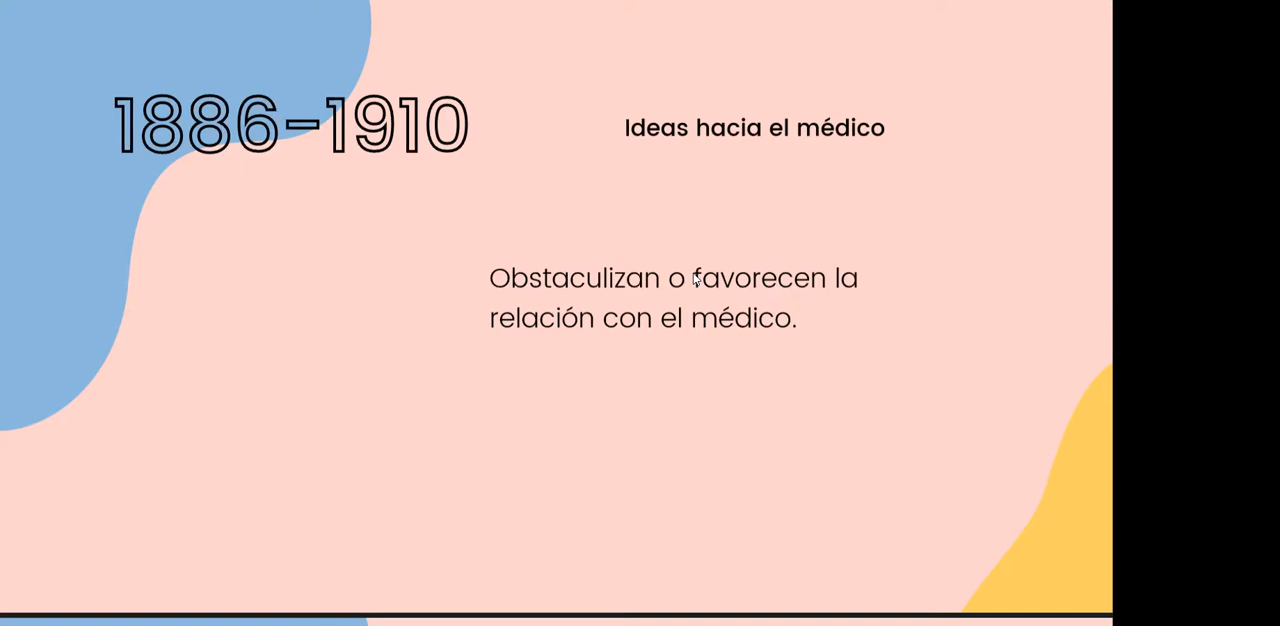 1886-1910
Ideas hacia el médico
Obstaculizan o favorecen la
relación con el médico.